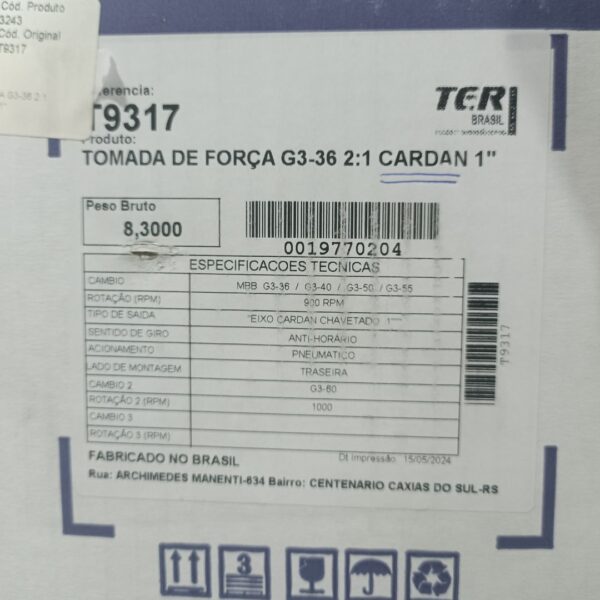 Cód. Produto
3243
Cód. Original
T9317
A G3-36 2:1
Referencia:
T9317
TER
BRASIL
Produto:
TOMADA DE FORÇA G3-36 2:1 CARDAN 1"
Peso Bruto
8,3000
0019770204
ESPECIFICACOES TECNICAS
CAMBIO MBB G3-36 / G3-40 / G3-50 / G3-55
ROTAÇÃO (RPM) 900 RPM
TIPO DE SAIDA "EIXO CARDAN CHAVETADO 1"""
SENTIDO DE GIRO ANTI-HORÁRIO
ACIONAMENTO PNEUMATICO
LADO DE MONTAGEM TRASEIRA
CAMBIO 2 G3-60
ROTAÇÃO 2 (RPM) 1000
CAMBIO 3
ROTAÇÃO 3 (RPM)
T9317
FABRICADO NO BRASIL
Dt Impressão 15/05/2024
Rua: ARCHIMEDES MANENTI-634 Bairro: CENTENARIO CAXIAS DO SUL-RS
3